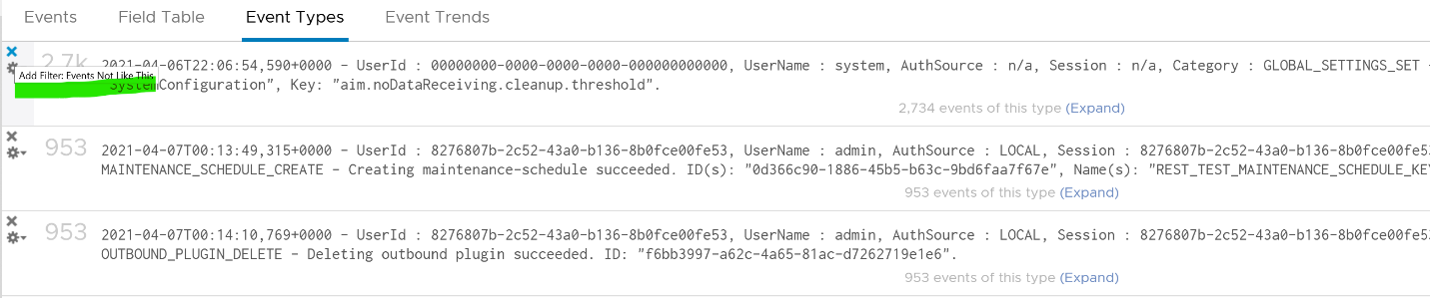 Events Field Table Event Types Event Trends
2.7k 2021-04-06T22:06:54,590+0000 – UserId : 00000000-0000-0000-0000-000000000000, UserName : system, AuthSource : n/a, Session : n/a, Category : GLOBAL_SETTINGS_SET -
Add Filter: Events Not Like This
SystemConfiguration", Key: "aim.noDataReceiving.cleanup.threshold".
2,734 events of this type (Expand)
953 2021-04-07T00:13:49,315+0000 – UserId : 8276807b-2c52-43a0-b136-8b0fce00fe53, UserName : admin, AuthSource : LOCAL, Session : 8276807b-2c52-43a0-b136-8b0fce00fe53
MAINTENANCE_SCHEDULE_CREATE – Creating maintenance-schedule succeeded. ID(s): "0d366c90-1886-45b5-b63c-9bd6faa7f67e", Name(s): "REST_TEST_MAINTENANCE_SCHEDULE_KE
953 events of this type (Expand)
953 2021-04-07T00:14:10,769+0000 – UserId : 8276807b-2c52-43a0-b136-8b0fce00fe53, UserName : admin, AuthSource : LOCAL, Session : 8276807b-2c52-43a0-b136-8b0fce00fe5
OUTBOUND_PLUGIN_DELETE – Deleting outbound plugin succeeded. ID: "f6bb3997-a62c-4a65-81ac-d7262719e1e6".
953 events of this type (Expand)